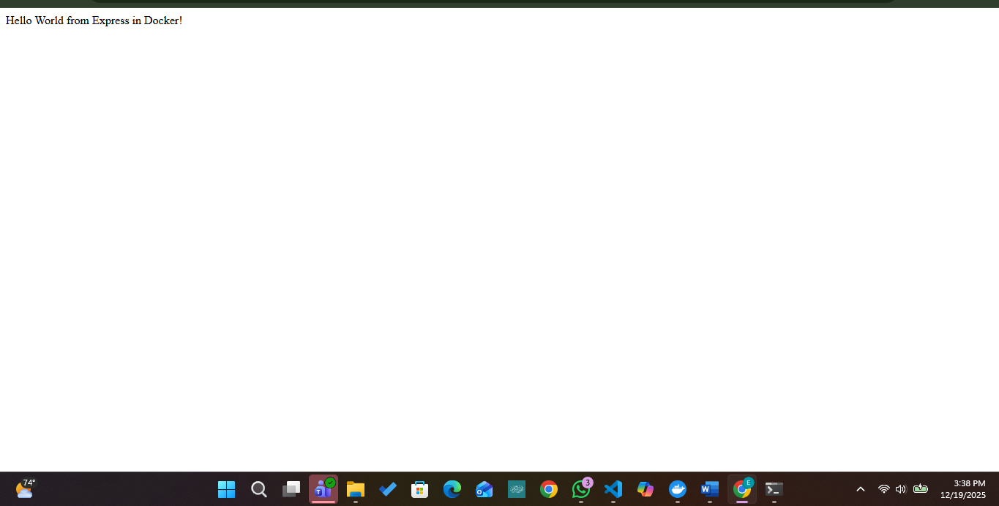 Hello World from Express in Docker!
74°
3
E
3:38 PM
12/19/2025